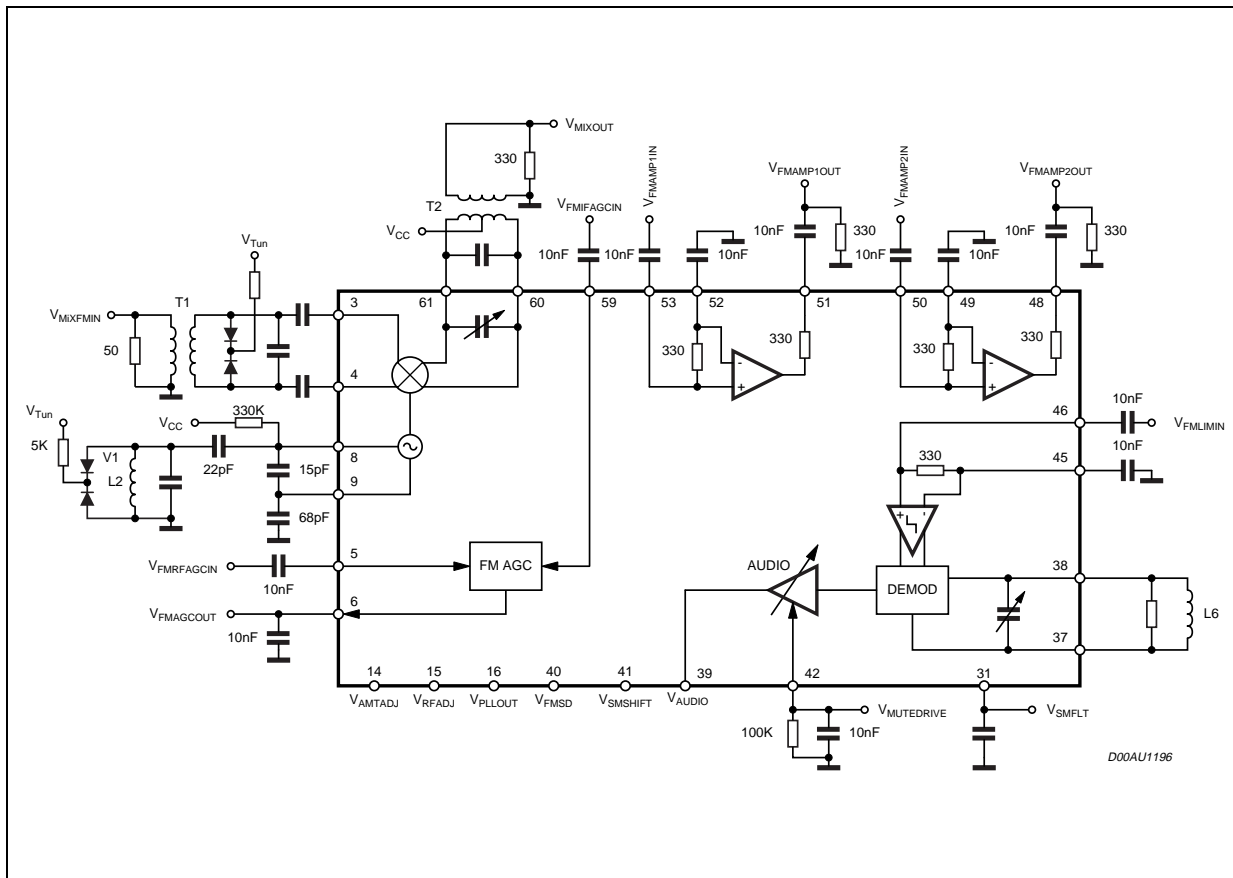 VMIXOUT
330
T2
VCC
VFMIFAGCIN
VFMAMP1IN
VFMAMP1OUT
VFMAMP2IN
VFMAMP2OUT
10nF
10nF
10nF
10nF
330
10nF
10nF
10nF
330
VTun
T1
VMiXFMIN
50
3
61
60
59
53
52
51
50
49
48
330
330
330
330
-
+
-
+
4
VTun
5K
VCC
330K
V1
L2
22pF
15pF
8
9
68pF
46
10nF
VFMLIMIN
10nF
45
330
+
-
VFMRFAGCIN
10nF
5
FM AGC
AUDIO
DEMOD
38
L6
37
VFMAGCOUT
6
10nF
14
15
16
40
41
39
42
31
VAMTADJ
VRFADJ
VPLLOUT
VFMSD
VSMSHIFT
VAUDIO
100K
10nF
VMUTEDRIVE
VSMFLT
D00AU1196